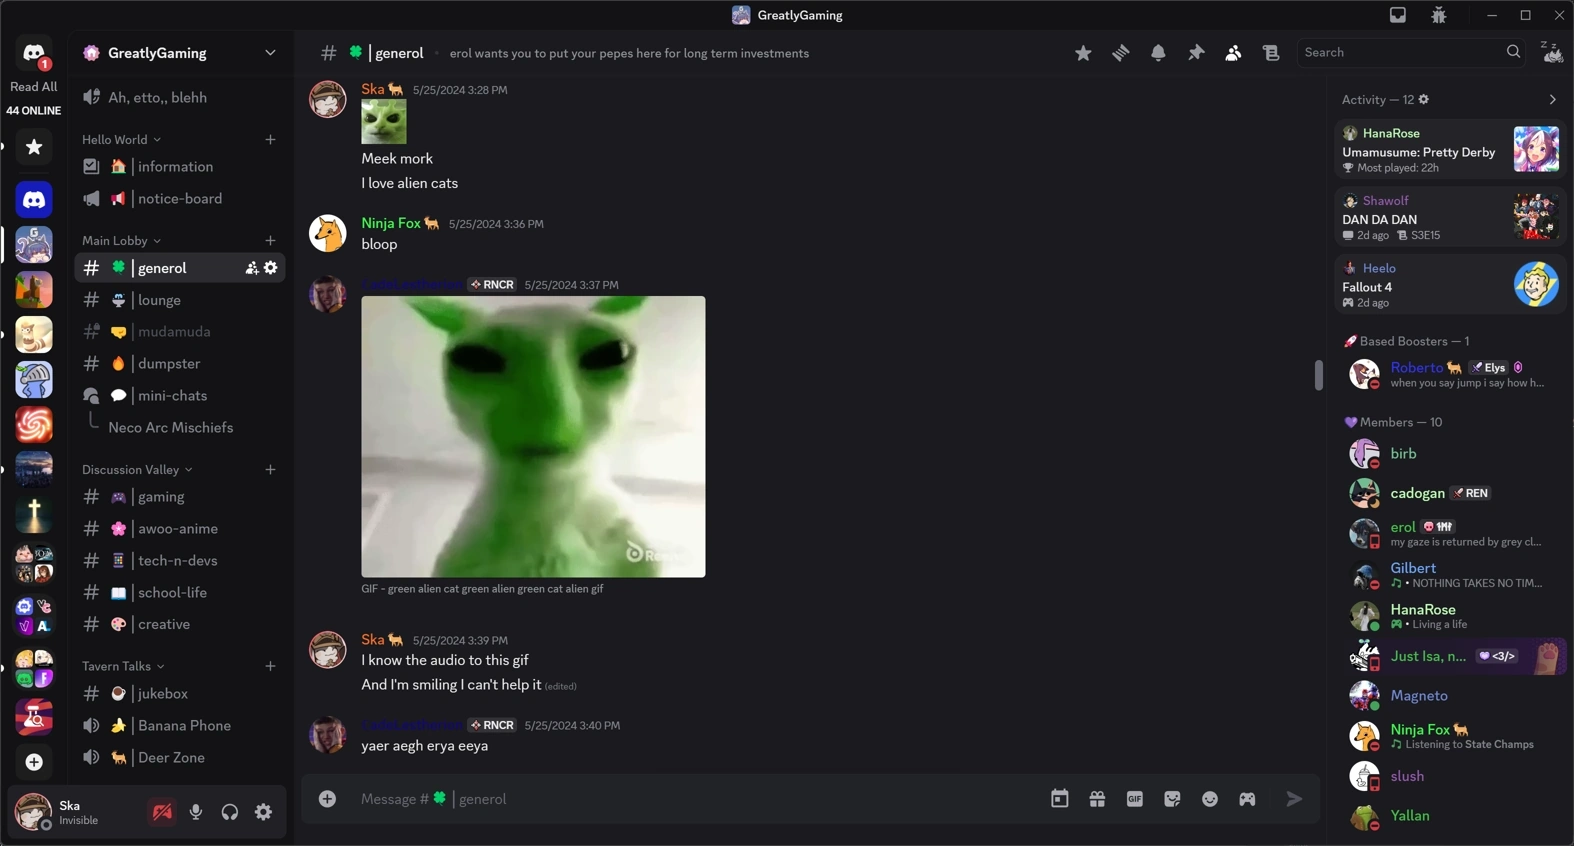 GreatlyGaming
1
Read All
44 ONLINE
GreatlyGaming
Ah, etto,, blehh
Hello World
information
notice-board
Main Lobby
generol
lounge
mudamuda
dumpster
mini-chats
Neco Arc Mischiefs
Discussion Valley
gaming
awoo-anime
tech-n-devs
school-life
creative
Tavern Talks
jukebox
Banana Phone
Deer Zone
Ska
Invisible
# | generol • erol wants you to put your pepes here for long term investments
Search
Ska 5/25/2024 3:28 PM
Meek mork
I love alien cats
Ninja Fox 5/25/2024 3:36 PM
bloop
RNCR 5/25/2024 3:37 PM
GIF - green alien cat green alien green cat alien gif
Ska 5/25/2024 3:39 PM
I know the audio to this gif
And I'm smiling I can't help it (edited)
RNCR 5/25/2024 3:40 PM
yaer aegh erya eeya
Message # | generol
GIF
Activity — 12
HanaRose
Umamusume: Pretty Derby
Most played: 22h
Shawolf
DAN DA DAN
2d ago S3E15
Heelo
Fallout 4
2d ago
Based Boosters — 1
Roberto Elys
when you say jump i say how h...
Members — 10
birb
cadogan REN
erol
my gaze is returned by grey cl...
Gilbert
• NOTHING TAKES NO TIM...
HanaRose
• Living a life
Just Isa, n... <3/>
Magneto
Ninja Fox
Listening to State Champs
slush
Yallan